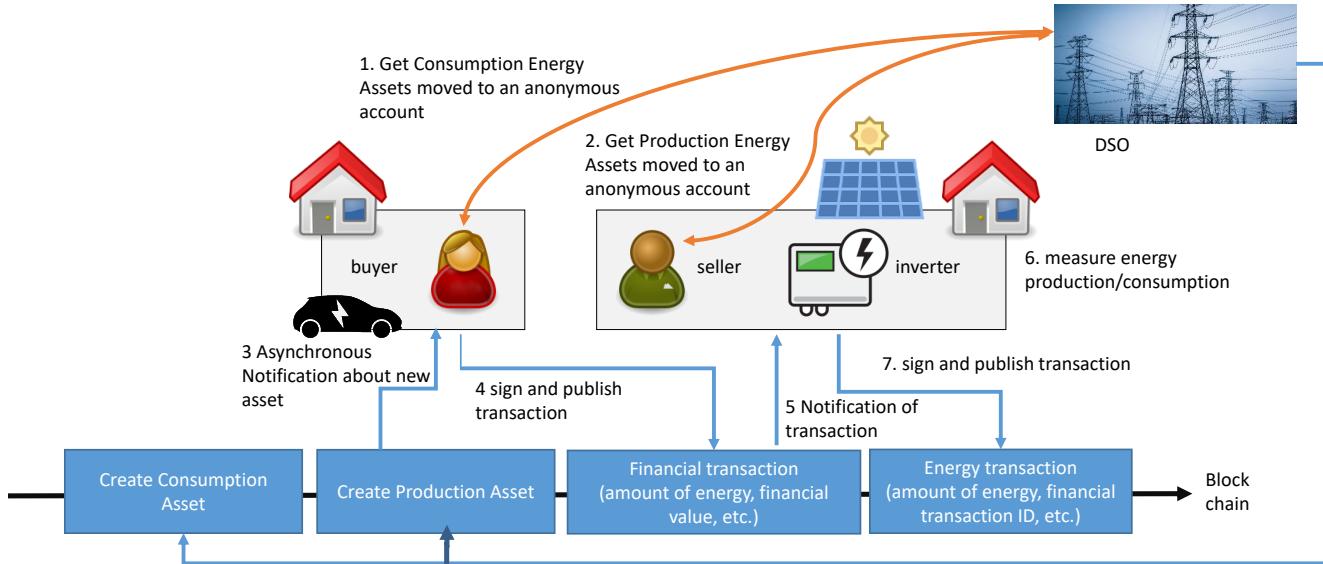 1. Get Consumption Energy
Assets moved to an anonymous
account
2. Get Production Energy
Assets moved to an
anonymous account
DSO
buyer
seller
inverter
6. measure energy
production/consumption
3 Asynchronous
Notification about new
asset
4 sign and publish
transaction
5 Notification of
transaction
7. sign and publish transaction
Create Consumption
Asset
Create Production Asset
Financial transaction
(amount of energy, financial
value, etc.)
Energy transaction
(amount of energy, financial
transaction ID, etc.)
Block
chain